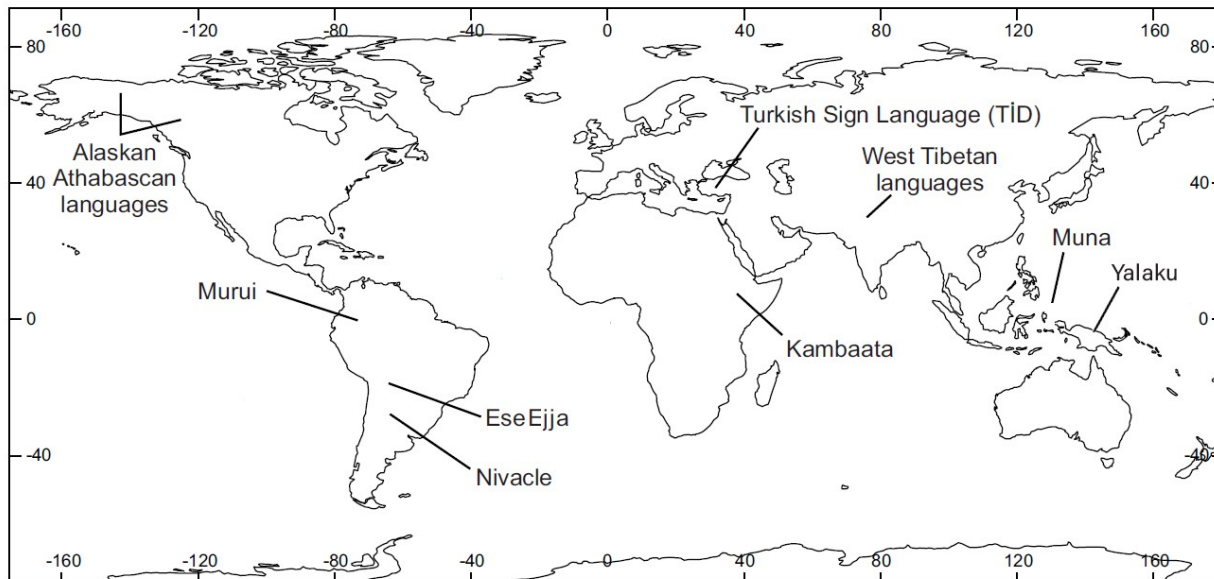 -160 -120 -80 -40 0 40 80 120 160
80 80
Turkish Sign Language (TİD)
Alaskan
Athabascan
languages
West Tibetan
languages
40 40
Muna
Yalaku
Murui
0 0
Kambaata
Ese Ejja
Nivacle
-40 -40
-160 -120 -80 -40 0 40 80 120 160